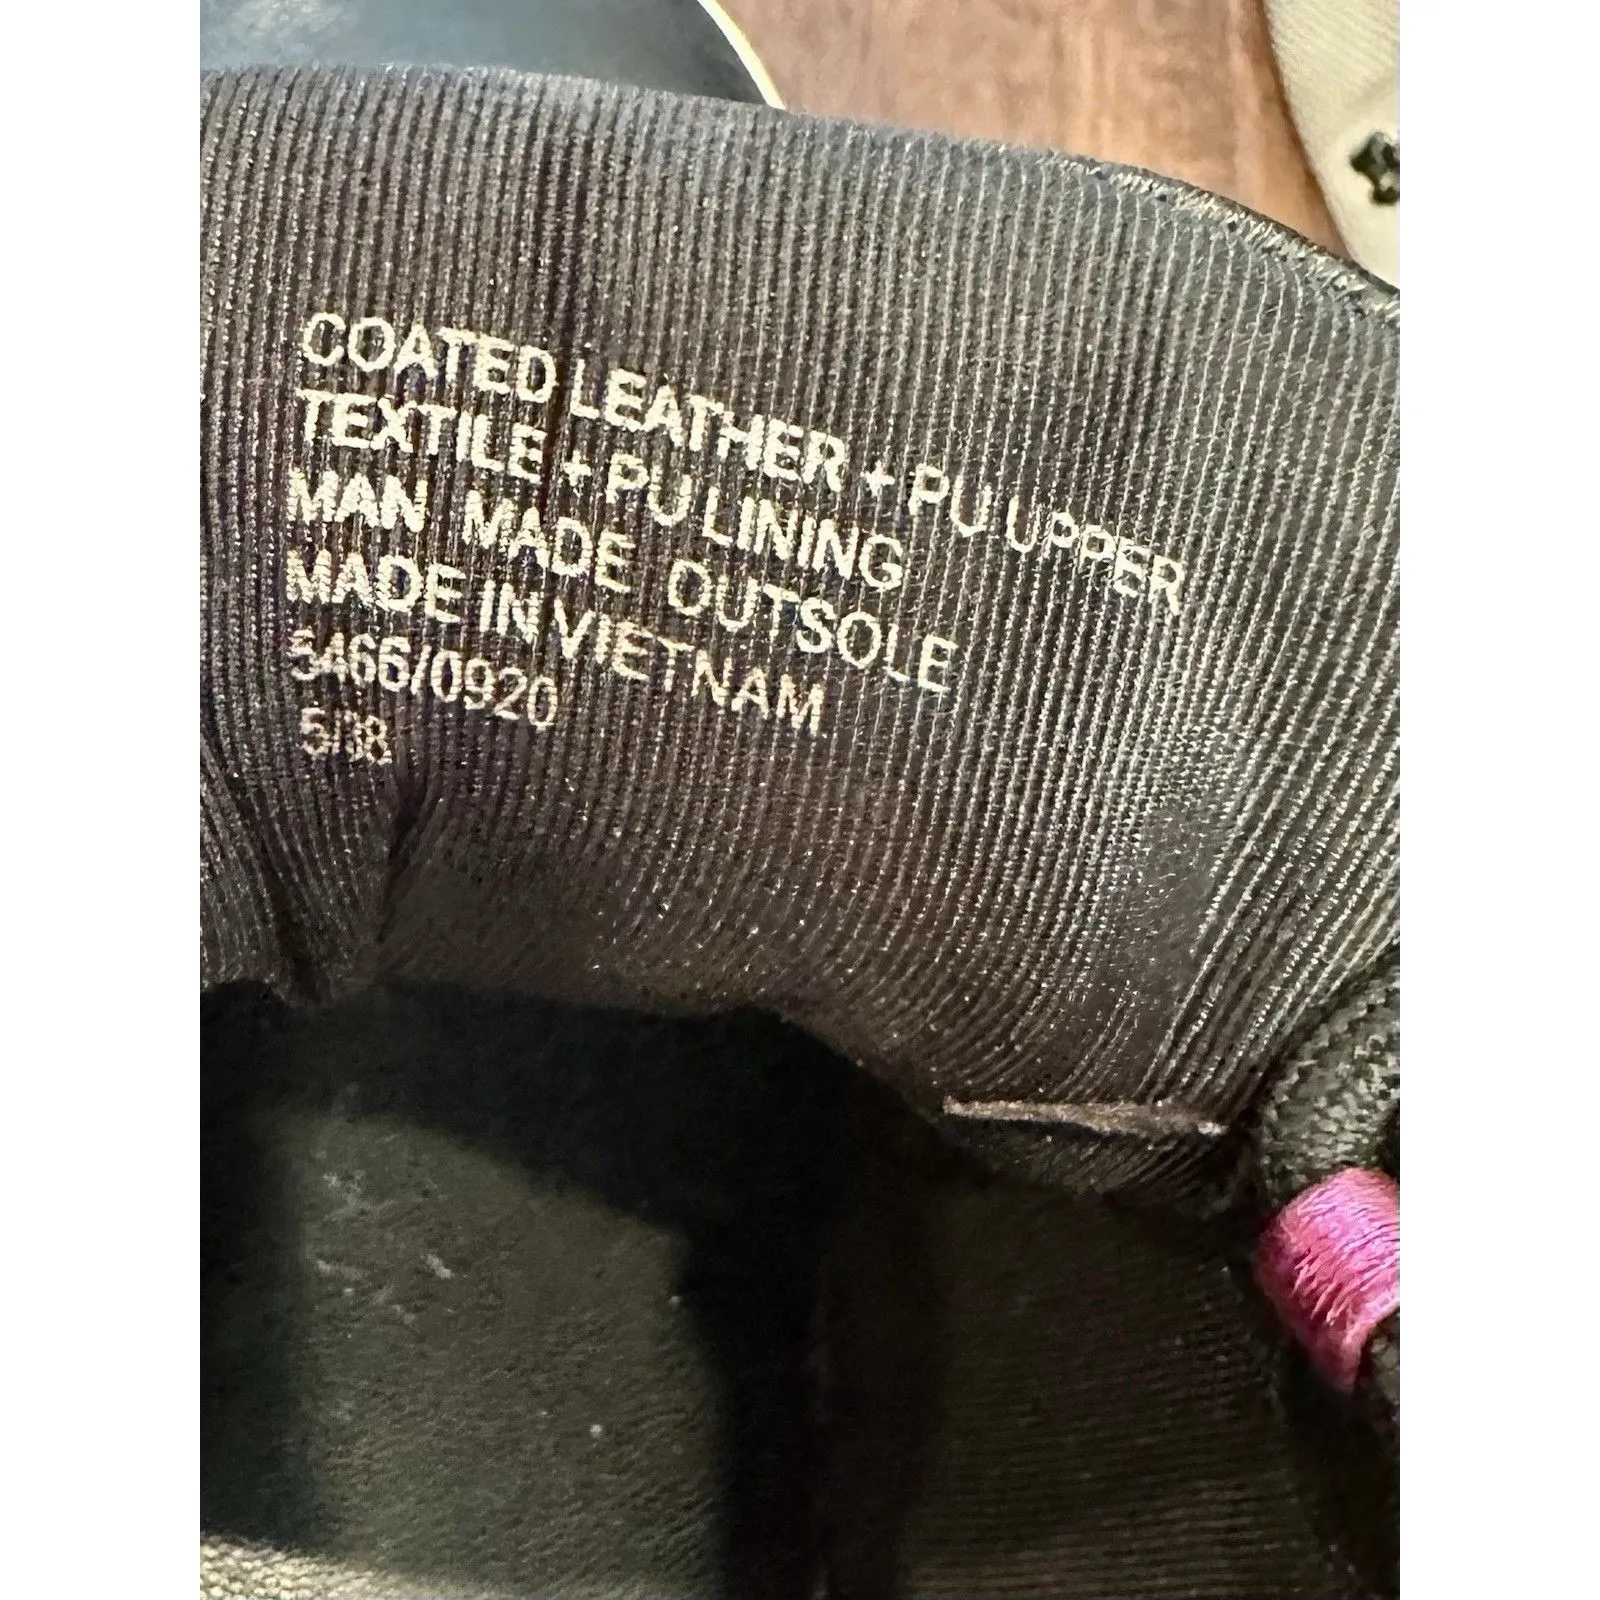 COATED LEATHER + PU UPPER
TEXTILE + PU LINING
MAN MADE OUTSOLE
MADE IN VIETNAM
5466/0920
5/38